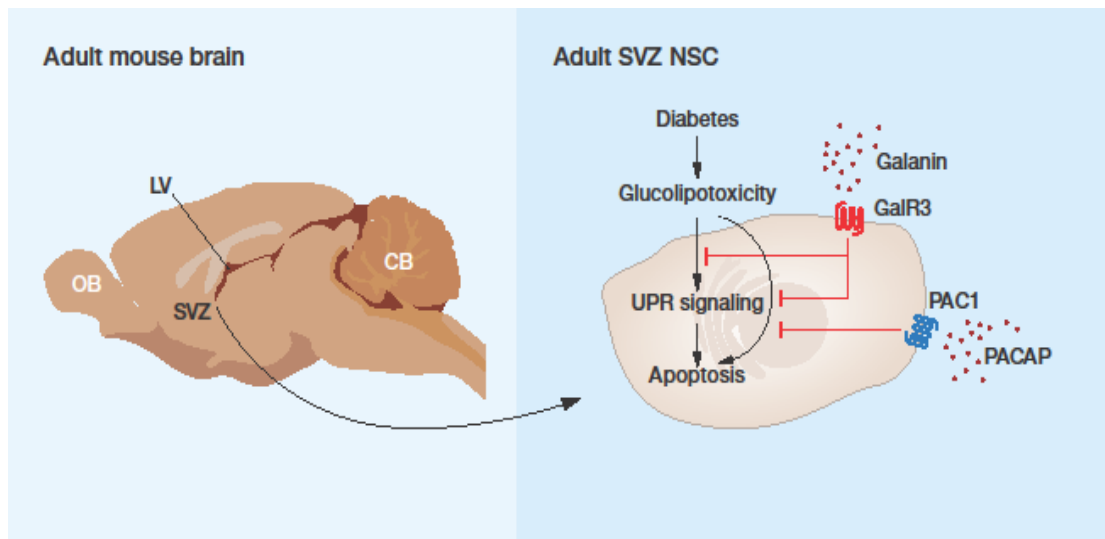 Adult mouse brain
LV
OB
CB
SVZ
Adult SVZ NSC
Diabetes
Galanin
Glucolipotoxicity
GalR3
UPR signaling
PAC1
PACAP
Apoptosis